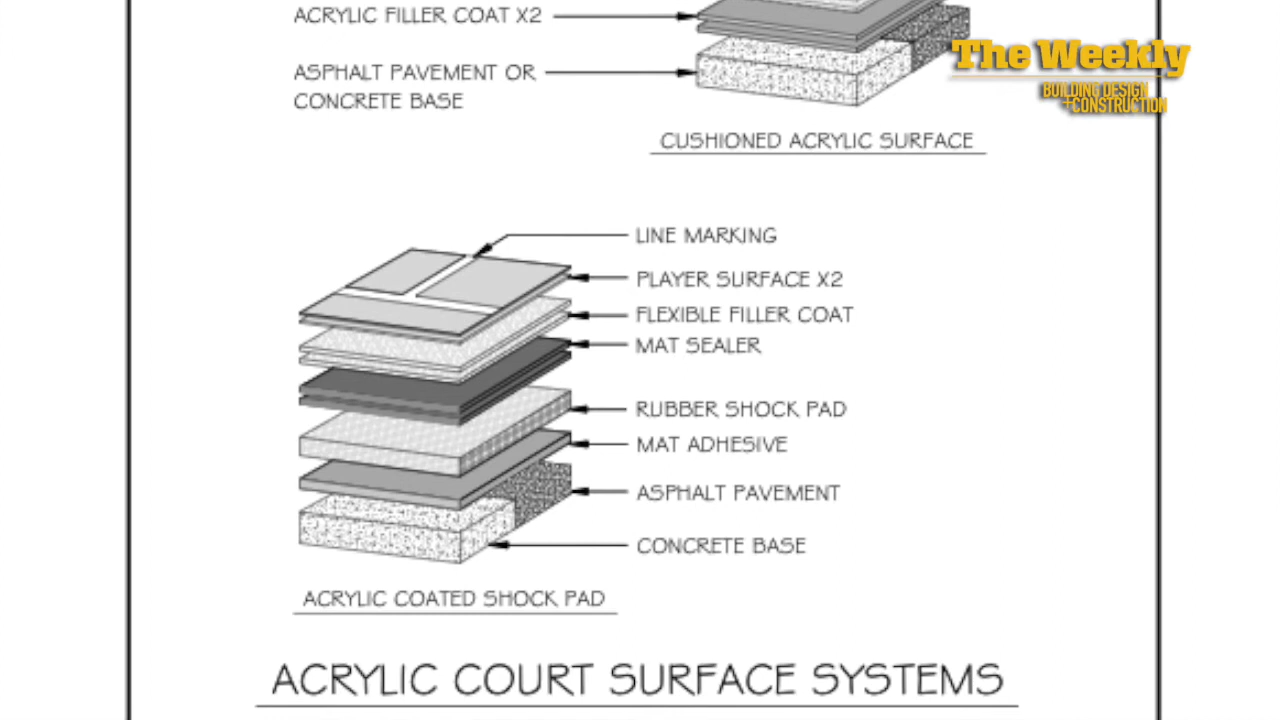 ACRYLIC FILLER COAT X2
ASPHALT PAVEMENT OR
CONCRETE BASE
The Weekly
BUILDING DESIGN
+CONSTRUCTION
CUSHIONED ACRYLIC SURFACE
LINE MARKING
PLAYER SURFACE X2
FLEXIBLE FILLER COAT
MAT SEALER
RUBBER SHOCK PAD
MAT ADHESIVE
ASPHALT PAVEMENT
CONCRETE BASE
ACRYLIC COATED SHOCK PAD
ACRYLIC COURT SURFACE SYSTEMS